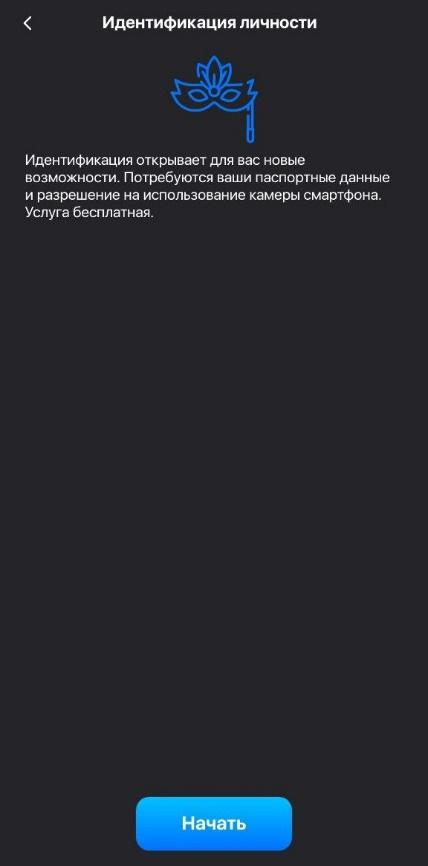 Идентификация личности
Идентификация открывает для вас новые
возможности. Потребуются ваши паспортные данные
и разрешение на использование камеры смартфона.
Услуга бесплатная.
Начать